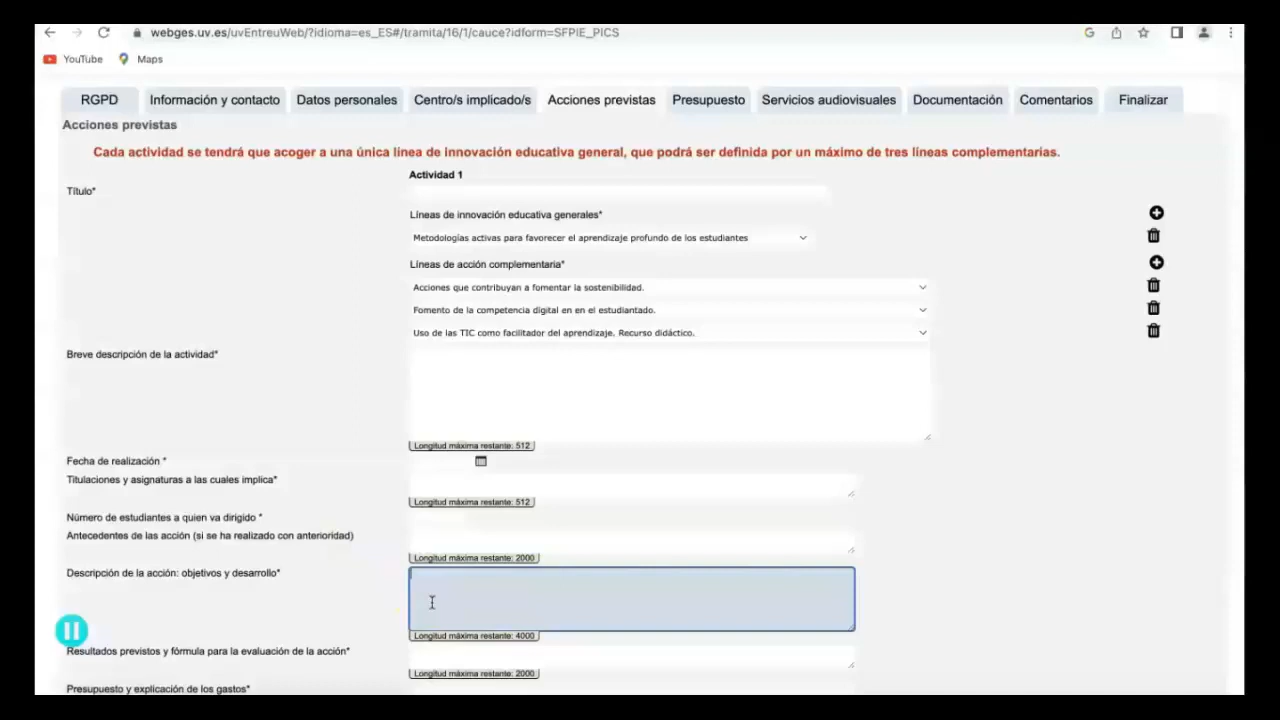 webges.uv.es/uvEntreuWeb/?idioma=es_ES#/tramita/16/1/cauce?idform=SFPIE_PICS
YouTube Maps
RGPD Información y contacto Datos personales Centro/s implicado/s Acciones previstas Presupuesto Servicios audiovisuales Documentación Comentarios Finalizar
Acciones previstas
Cada actividad se tendrá que acoger a una única línea de innovación educativa general, que podrá ser definida por un máximo de tres líneas complementarias.
Actividad 1
Título*
Líneas de innovación educativa generales*
Metodologías activas para favorecer el aprendizaje profundo de los estudiantes
Líneas de acción complementaria*
Acciones que contribuyan a fomentar la sostenibilidad.
Fomento de la competencia digital en en el estudiantado.
Uso de las TIC como facilitador del aprendizaje. Recurso didáctico.
Breve descripción de la actividad*
Longitud máxima restante: 512
Fecha de realización *
Titulaciones y asignaturas a las cuales implica*
Longitud máxima restante: 512
Número de estudiantes a quien va dirigido *
Antecedentes de las acción (si se ha realizado con anterioridad)
Longitud máxima restante: 2000
Descripción de la acción: objetivos y desarrollo*
Longitud máxima restante: 4000
Resultados previstos y fórmula para la evaluación de la acción*
Longitud máxima restante: 2000
Presupuesto y explicación de los gastos*